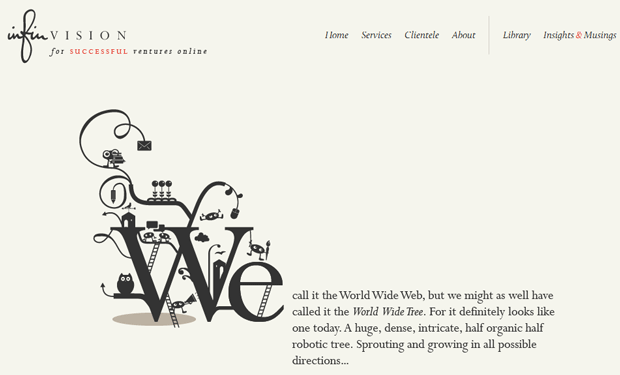 infinVISION
for SUCCESSFUL ventures online
Home Services Clientele About Library Insights & Musings
We
call it the World Wide Web, but we might as well have
called it the World Wide Tree. For it definitely looks like
one today. A huge, dense, intricate, half organic half
robotic tree. Sprouting and growing in all possible
directions...